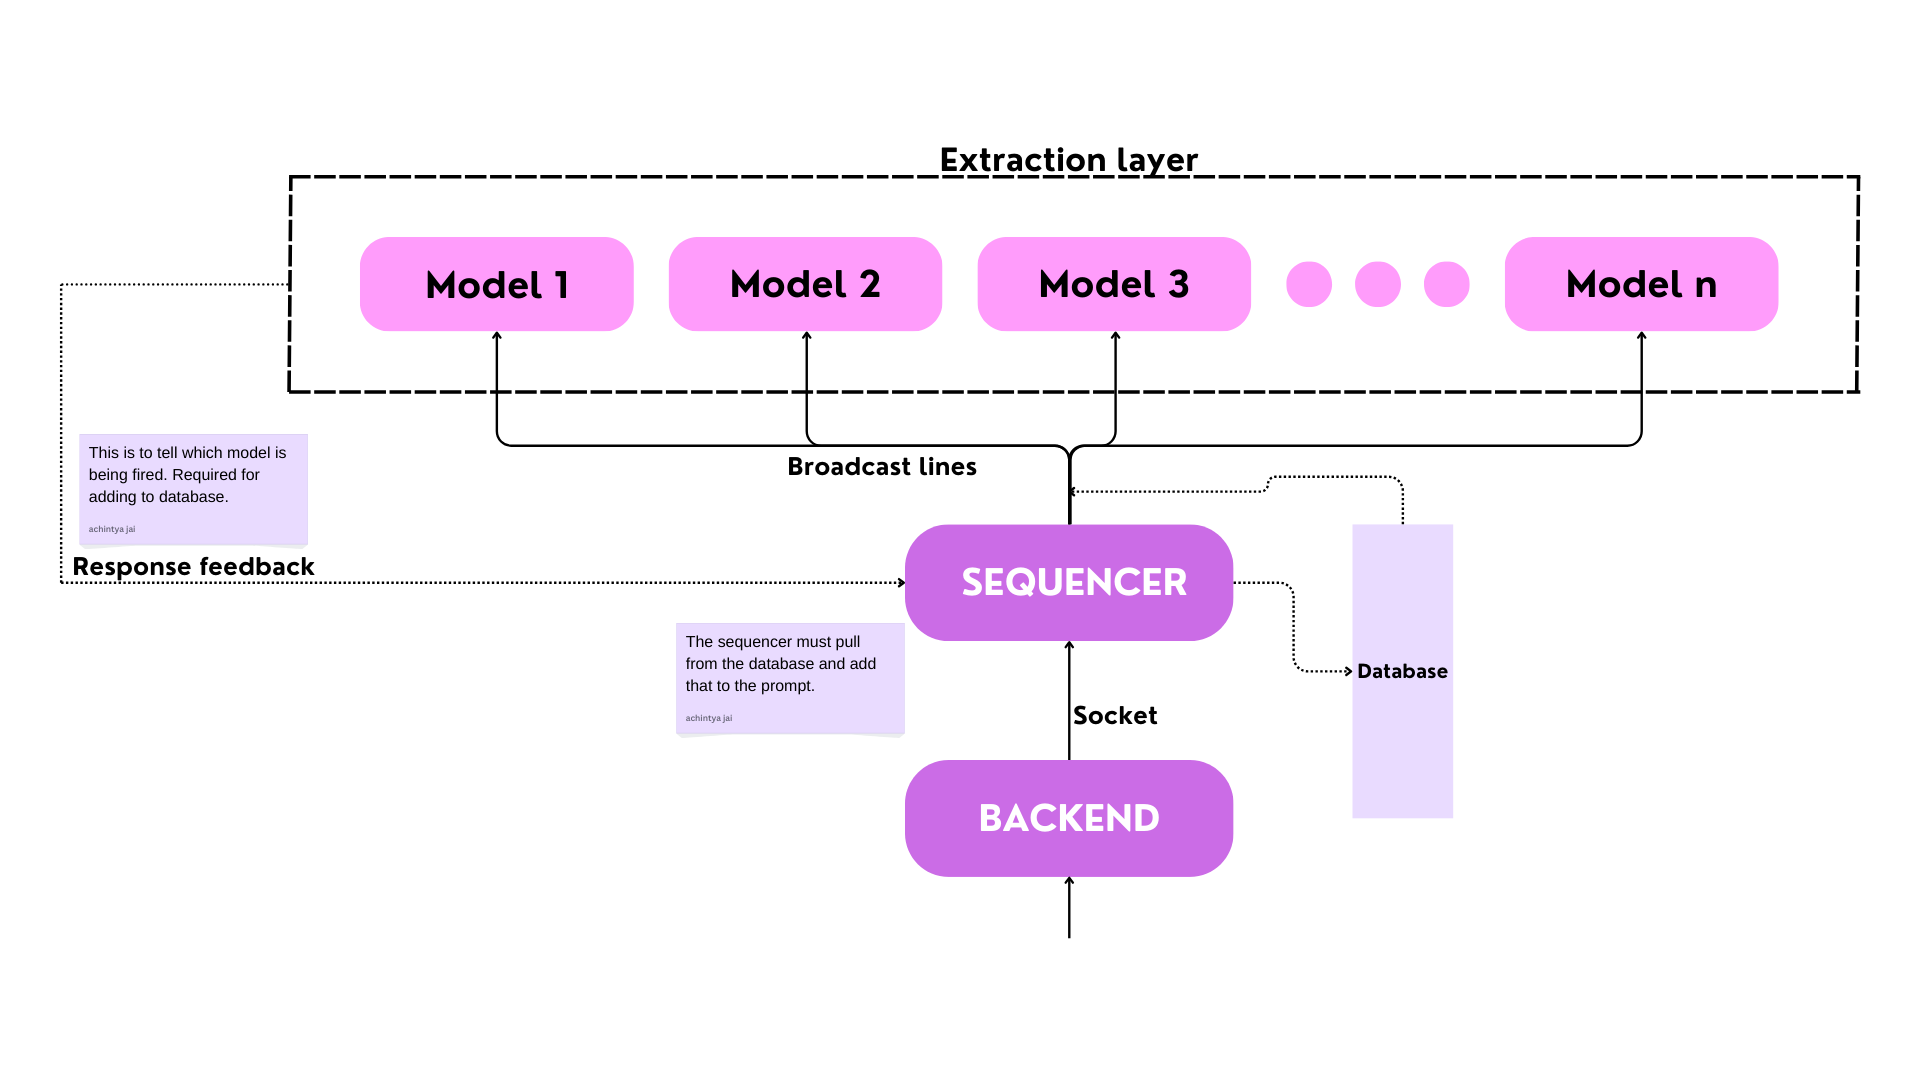 Extraction layer
Model 1
Model 2
Model 3
Model n
Broadcast lines
This is to tell which model is
being fired. Required for
adding to database.
achintya jai
Response feedback
SEQUENCER
The sequencer must pull
from the database and add
that to the prompt.
achintya jai
Database
Socket
BACKEND